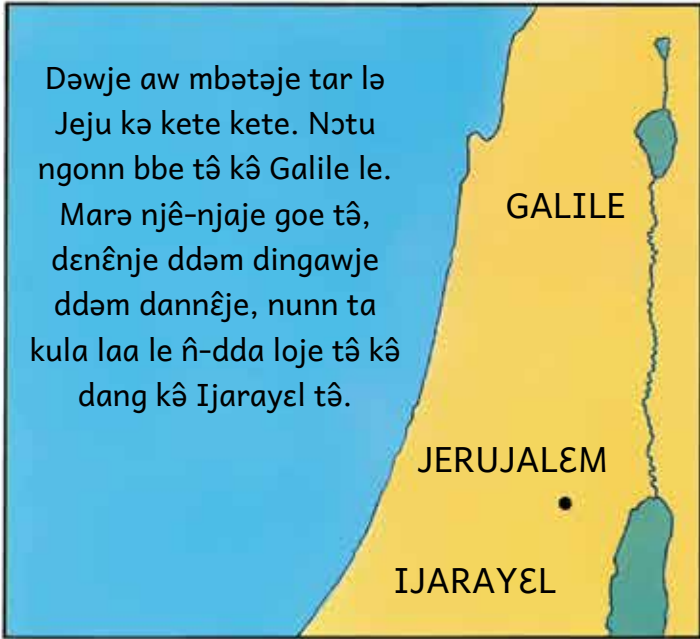 Dəwje aw mbətəje tar lə
Jeju kə kete kete. Nɔtu
ngonn bbe tə̂ kə̂ Galile le.
Marə njê-njaje goe tə̂,
dɛnɛ̂nje ddəm dingawje
ddəm dannɛ̂je, nunn ta
kula laa le n̂-dda loje tə̂ kə̂
dang kə̂ Ijarayɛl tə̂.
GALILE
JERUJALƐM
IJARAYƐL